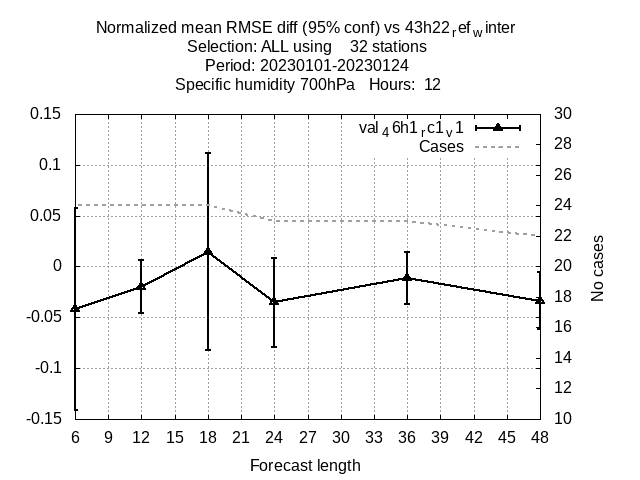 Normalized mean RMSE diff (95% conf) vs 43h22refwinter
Selection: ALL using 32 stations
Period: 20230101-20230124
Specific humidity 700hPa Hours: 12
0.15
0.1
0.05
0
-0.05
-0.1
-0.15
30
28
26
24
22
20
18
16
14
12
10
val46h1rc1v1
Cases
No cases
6 9 12 15 18 21 24 27 30 33 36 39 42 45 48
Forecast length